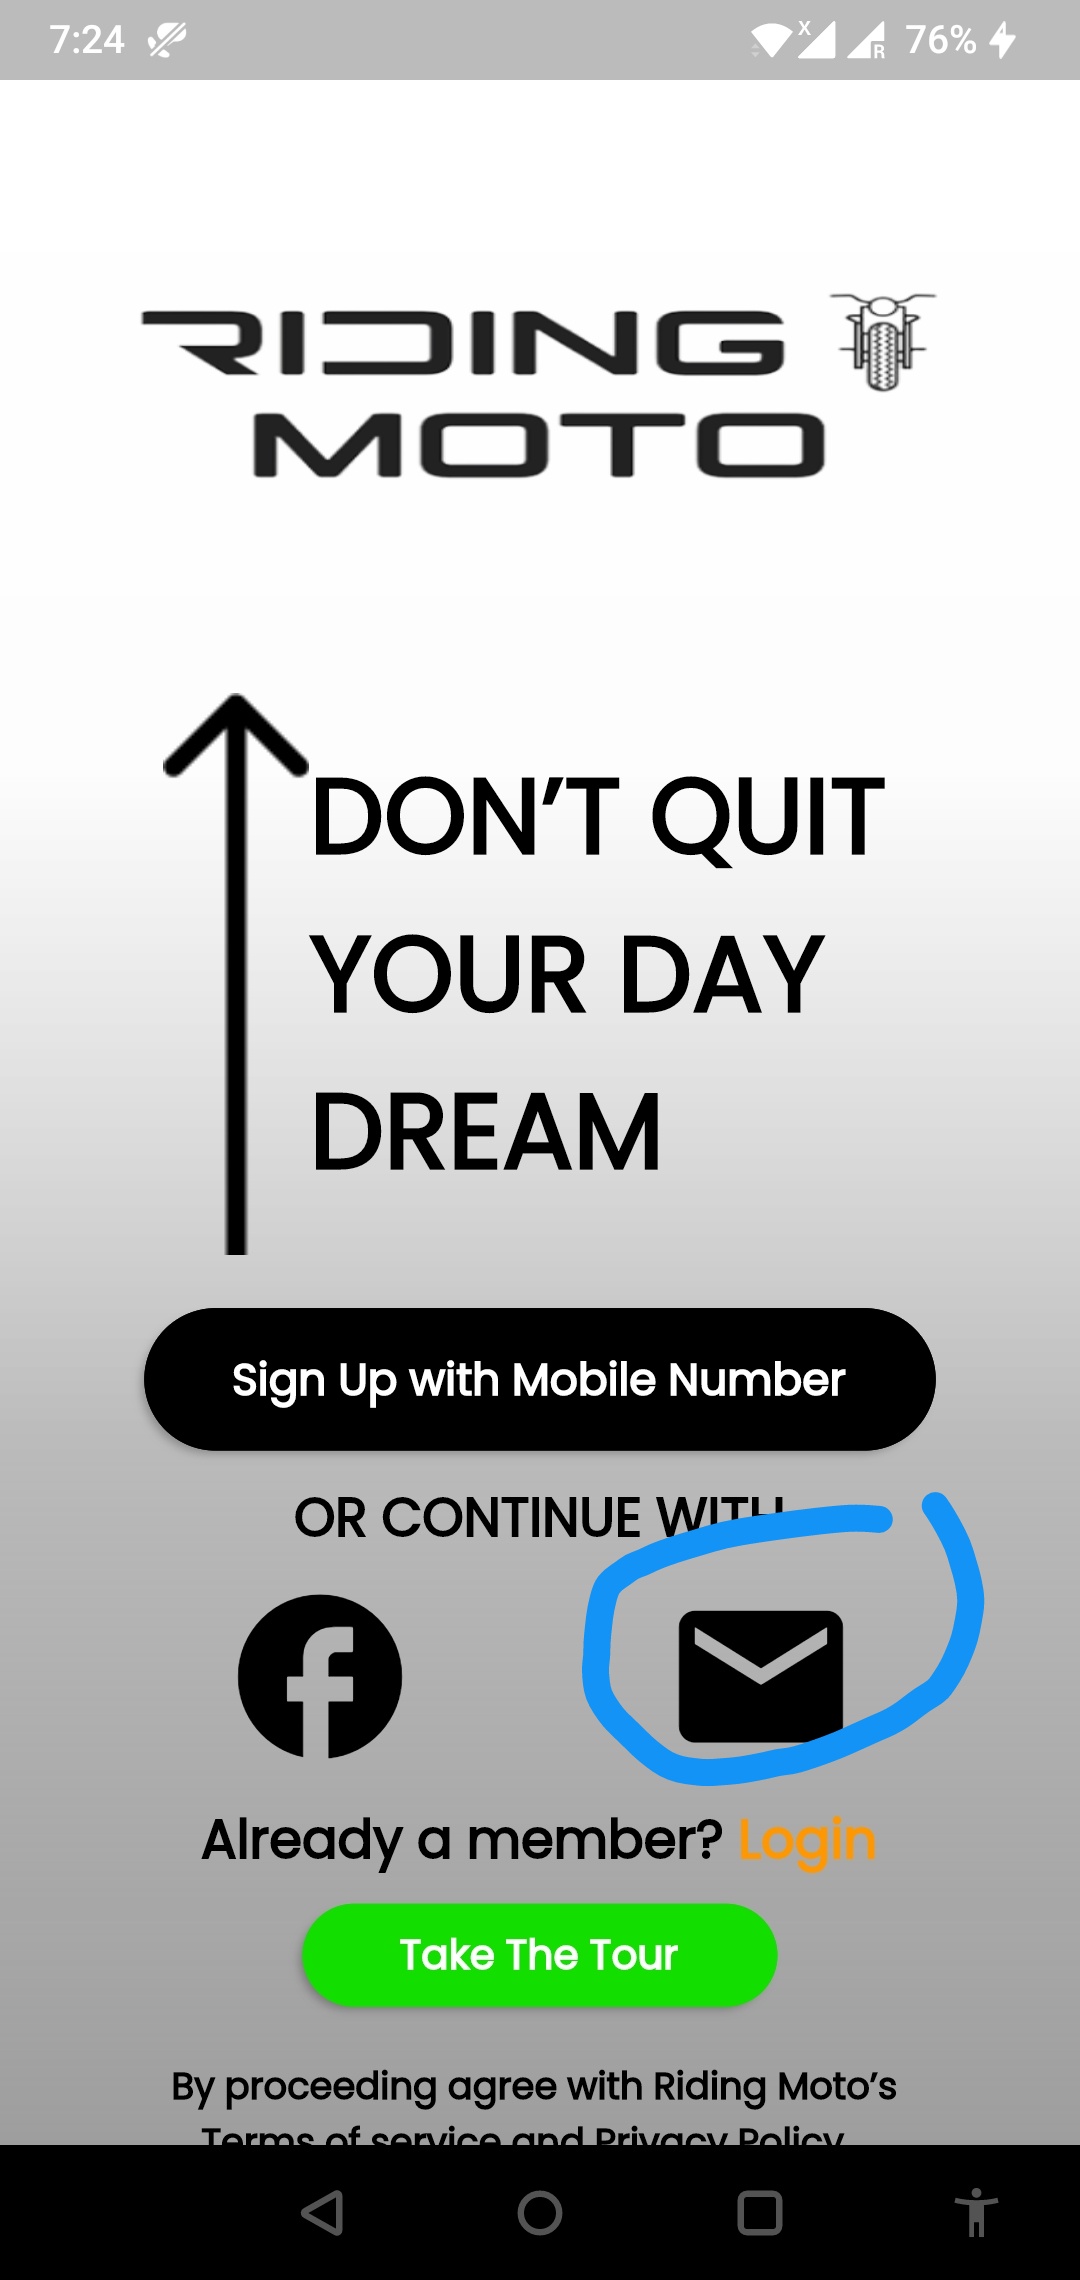 7:24
X
R
76%
RIDING
MOTO
DON’T QUIT
YOUR DAY
DREAM
Sign Up with Mobile Number
OR CONTINUE WITH
Already a member? Login
Take The Tour
By proceeding agree with Riding Moto’s
Terms of service and Privacy Policy